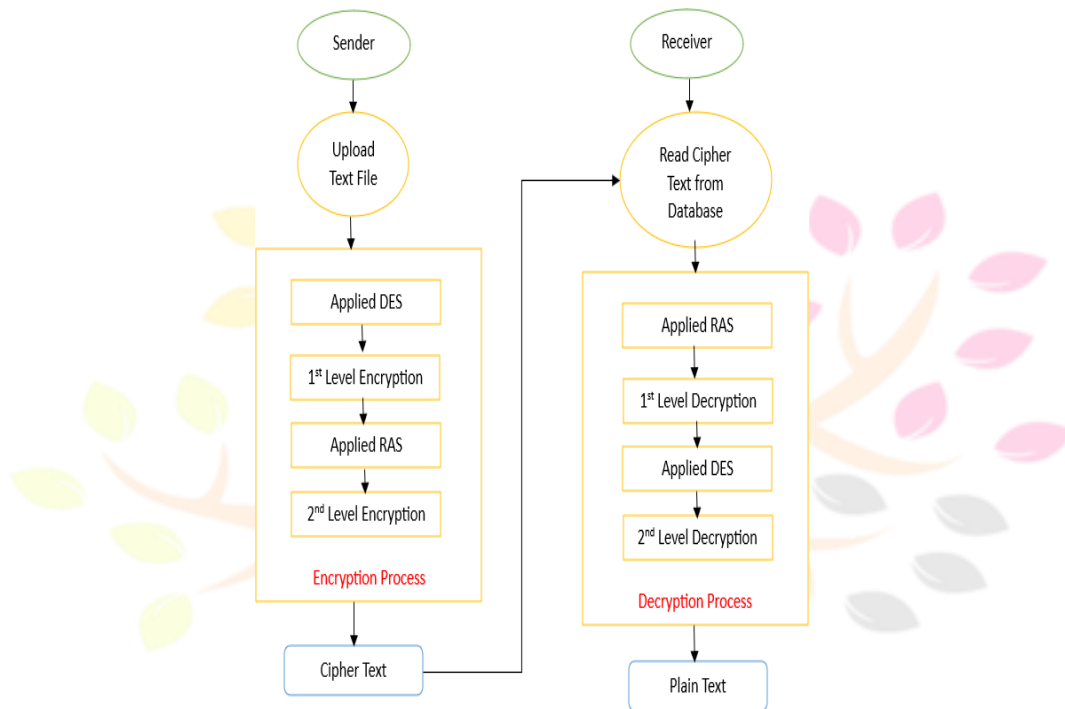 Sender
Upload
Text File
Applied DES
1st Level Encryption
Applied RAS
2nd Level Encryption
Encryption Process
Cipher Text
Receiver
Read Cipher
Text from
Database
Applied RAS
1st Level Decryption
Applied DES
2nd Level Decryption
Decryption Process
Plain Text